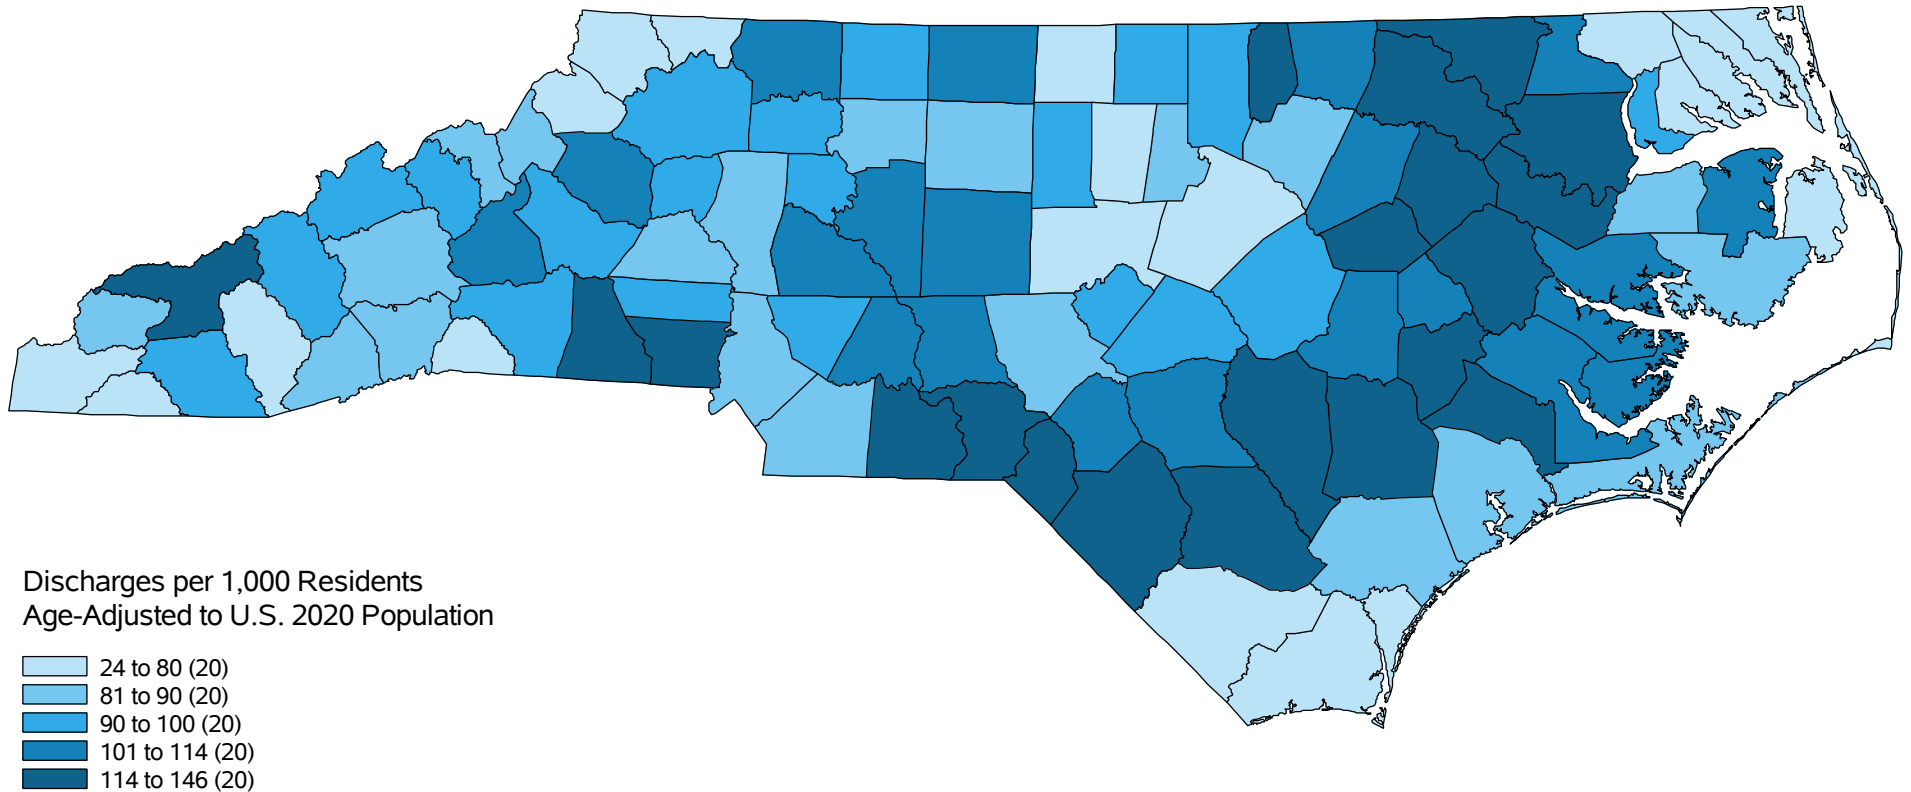 Discharges per 1,000 Residents
Age-Adjusted to U.S. 2020 Population
24 to 80 (20)
81 to 90 (20)
90 to 100 (20)
101 to 114 (20)
114 to 146 (20)